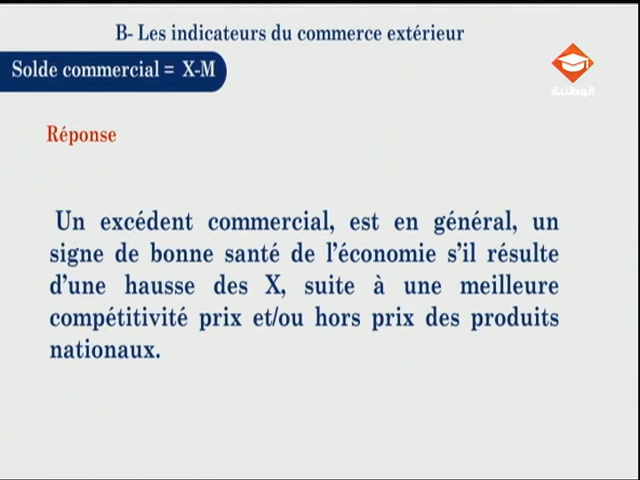 B- Les indicateurs du commerce extérieur
Solde commercial = X-M
الوطنية
Réponse
Un excédent commercial, est en général, un
signe de bonne santé de l'économie s'il résulte
d'une hausse des X, suite à une meilleure
compétitivité prix et/ou hors prix des produits
nationaux.